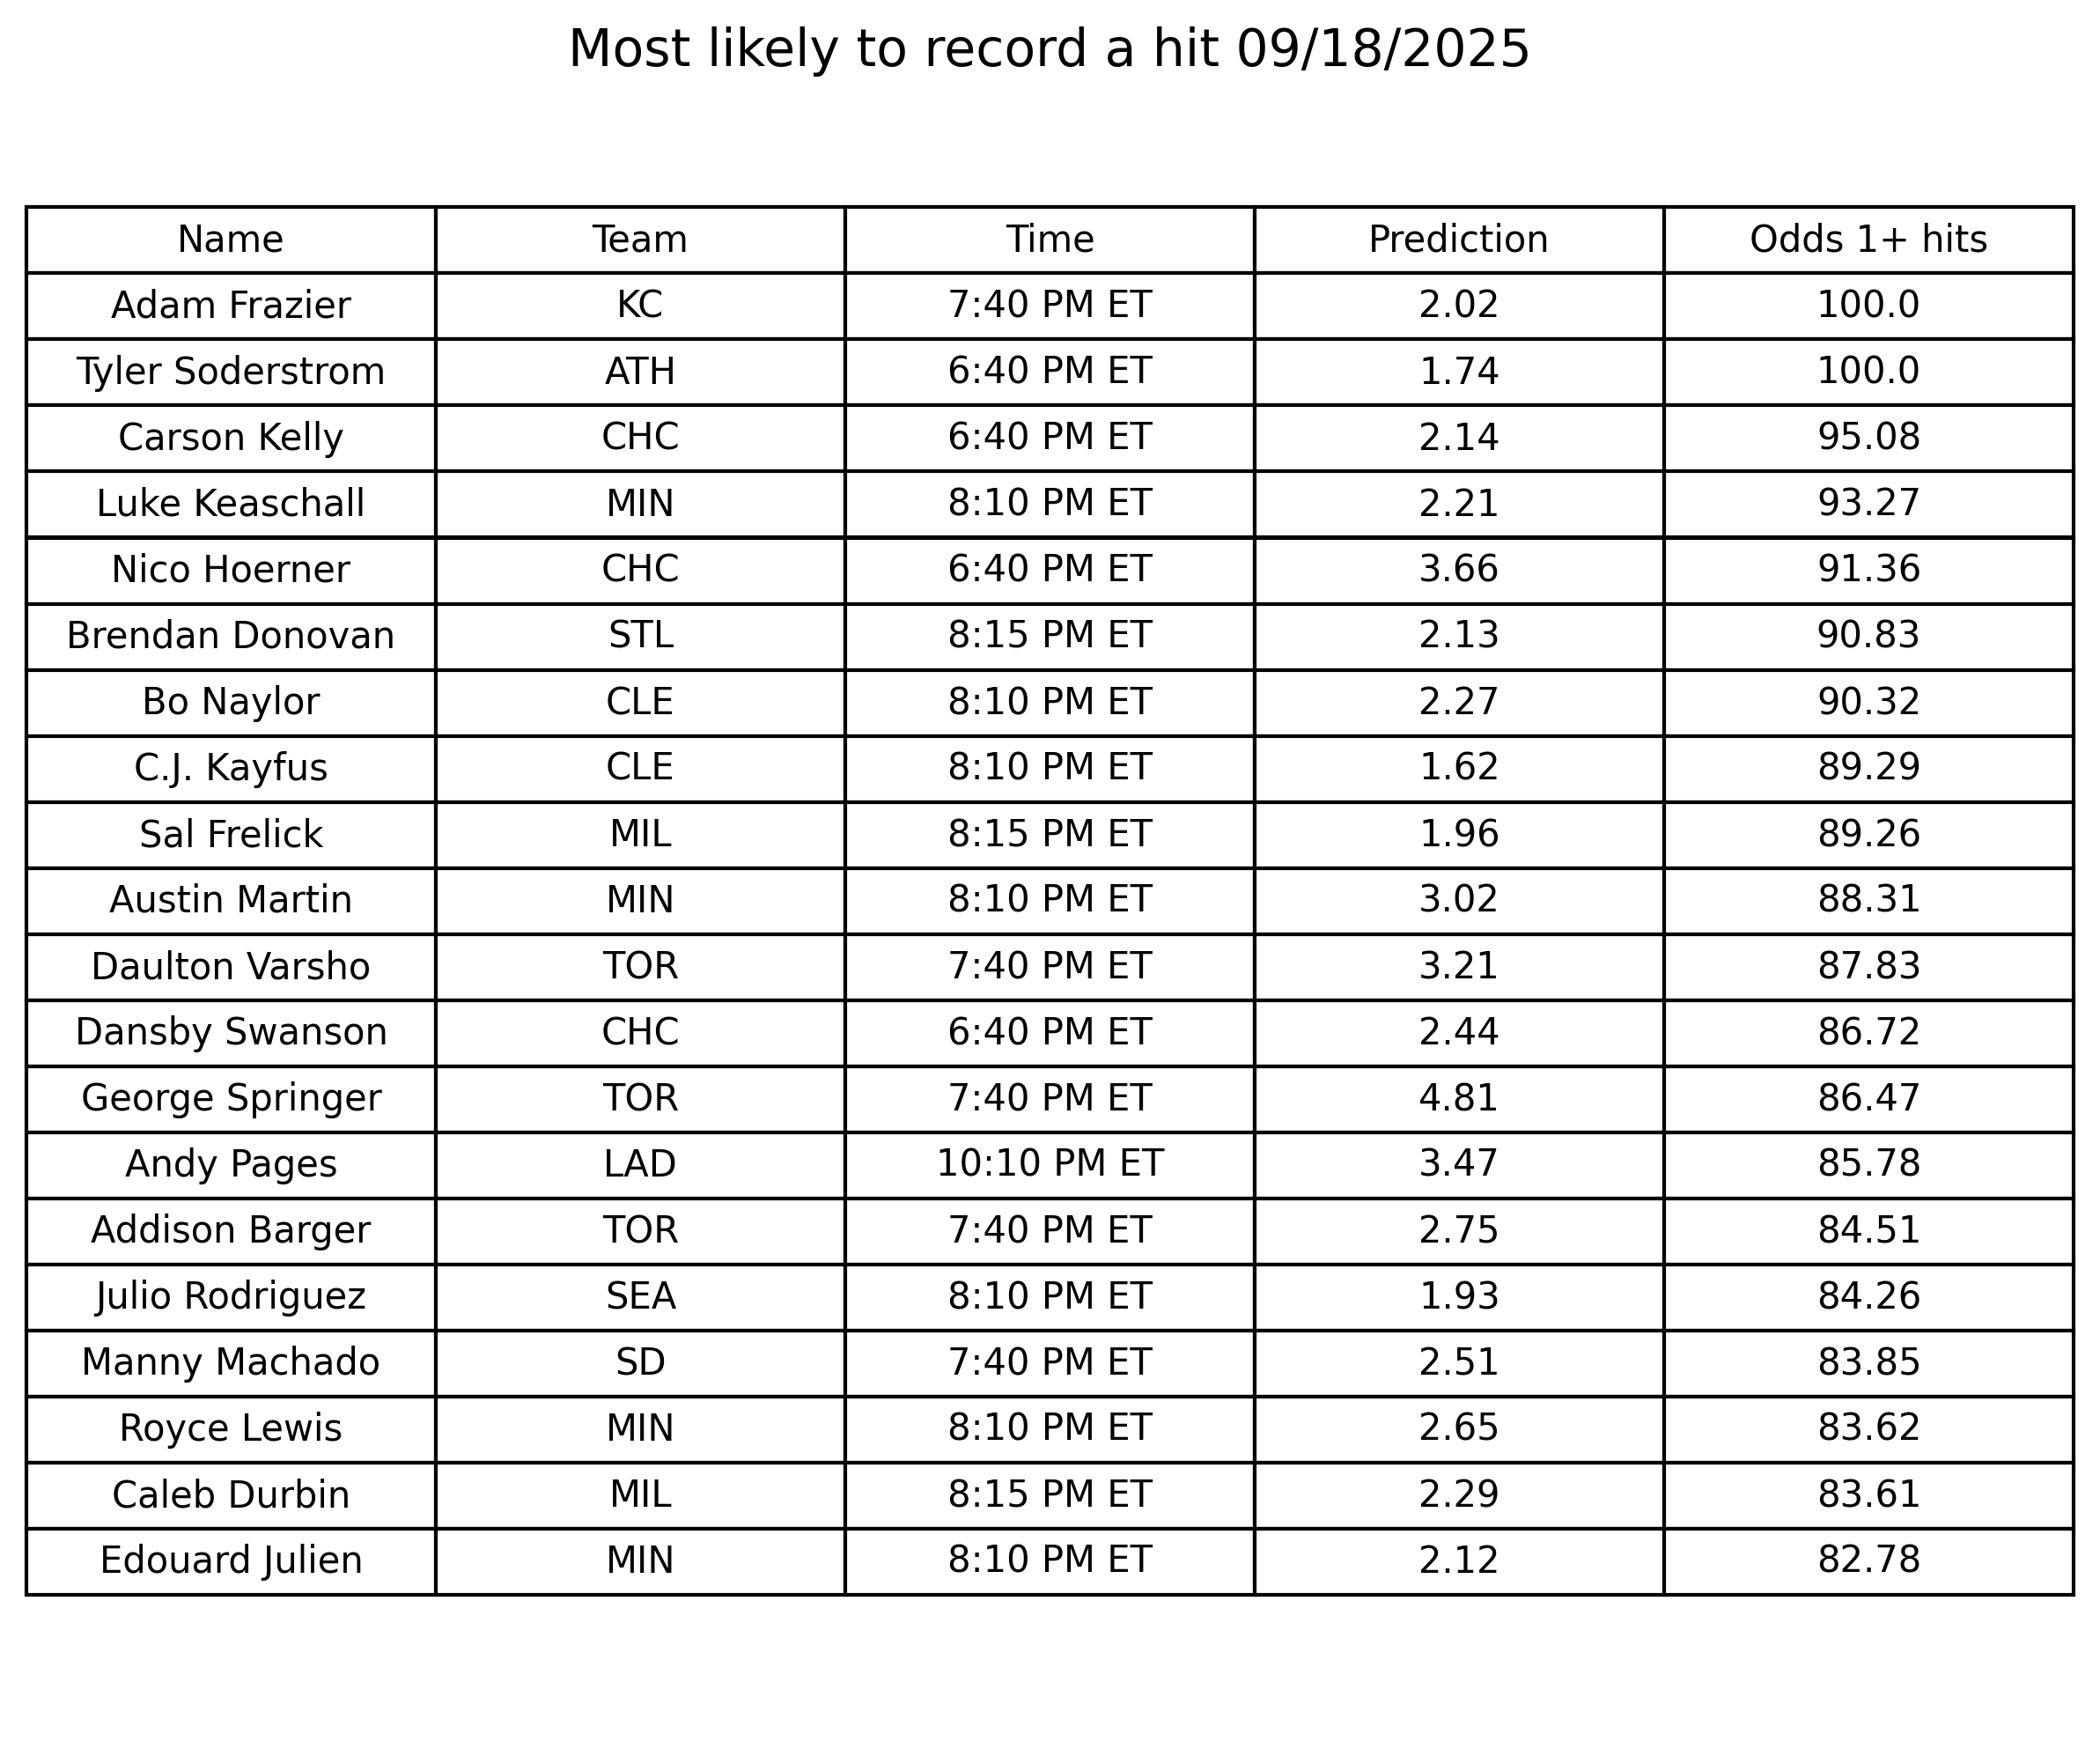 Most likely to record a hit 09/18/2025
Name Team Time Prediction Odds 1+ hits
Adam Frazier KC 7:40 PM ET 2.02 100.0
Tyler Soderstrom ATH 6:40 PM ET 1.74 100.0
Carson Kelly CHC 6:40 PM ET 2.14 95.08
Luke Keaschall MIN 8:10 PM ET 2.21 93.27
Nico Hoerner CHC 6:40 PM ET 3.66 91.36
Brendan Donovan STL 8:15 PM ET 2.13 90.83
Bo Naylor CLE 8:10 PM ET 2.27 90.32
C.J. Kayfus CLE 8:10 PM ET 1.62 89.29
Sal Frelick MIL 8:15 PM ET 1.96 89.26
Austin Martin MIN 8:10 PM ET 3.02 88.31
Daulton Varsho TOR 7:40 PM ET 3.21 87.83
Dansby Swanson CHC 6:40 PM ET 2.44 86.72
George Springer TOR 7:40 PM ET 4.81 86.47
Andy Pages LAD 10:10 PM ET 3.47 85.78
Addison Barger TOR 7:40 PM ET 2.75 84.51
Julio Rodriguez SEA 8:10 PM ET 1.93 84.26
Manny Machado SD 7:40 PM ET 2.51 83.85
Royce Lewis MIN 8:10 PM ET 2.65 83.62
Caleb Durbin MIL 8:15 PM ET 2.29 83.61
Edouard Julien MIN 8:10 PM ET 2.12 82.78